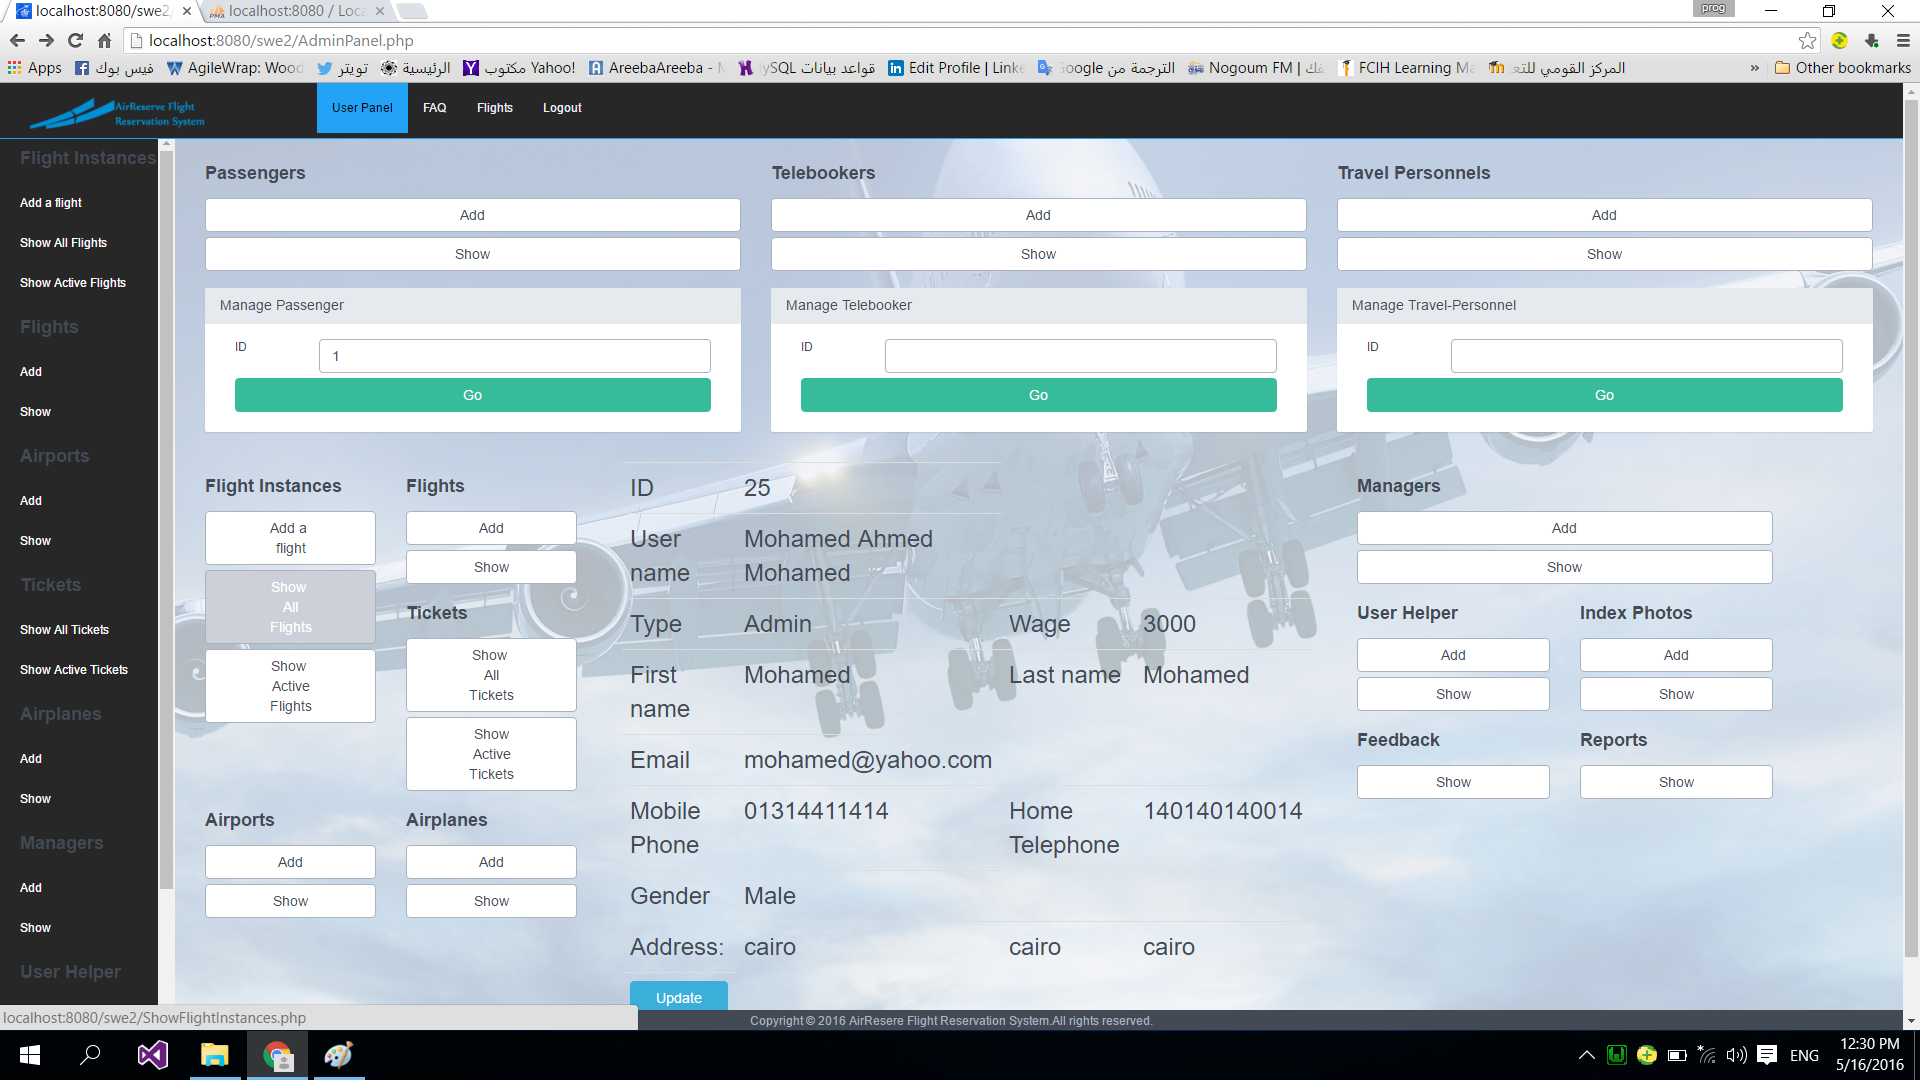 localhost:8080/swe2/
localhost:8080 / Loca
prog
localhost:8080/swe2/AdminPanel.php
Apps
فيس بوك
AgileWrap: Wood
تويتر
الرئيسية
مكتوب Yahoo!
AreebaAreeba -
قواعد بيانات
Edit Profile | Linke
الترجمة من Google
Nogoum FM |
FCIH Learning Ma
المركز القومي للتع
»
Other bookmarks
AirReserve Flight
Reservation System
User Panel
FAQ
Flights
Logout
Flight Instances
Add a flight
Show All Flights
Show Active Flights
Flights
Add
Show
Airports
Add
Show
Tickets
Show All Tickets
Show Active Tickets
Airplanes
Add
Show
Managers
Add
Show
User Helper
Passengers
Add
Show
Manage Passenger
ID
1
Go
Telebookers
Add
Show
Manage Telebooker
ID
Go
Travel Personnels
Add
Show
Manage Travel-Personnel
ID
Go
Flight Instances
Add a
flight
Show
All
Flights
Show
Active
Flights
Flights
Add
Show
Tickets
Show
All
Tickets
Show
Active
Tickets
Airports
Add
Show
Airplanes
Add
Show
ID 25
User name Mohamed Ahmed
Mohamed
Type Admin Wage 3000
First name Mohamed Last name Mohamed
Email mohamed@yahoo.com
Mobile Phone 01314411414 Home Telephone 140140140014
Gender Male
Address: cairo cairo cairo
Update
Managers
Add
Show
User Helper
Add
Show
Index Photos
Add
Show
Feedback
Show
Reports
Show
localhost:8080/swe2/ShowFlightInstances.php
Copyright © 2016 AirResere Flight Reservation System.All rights reserved.
ENG
12:30 PM
5/16/2016